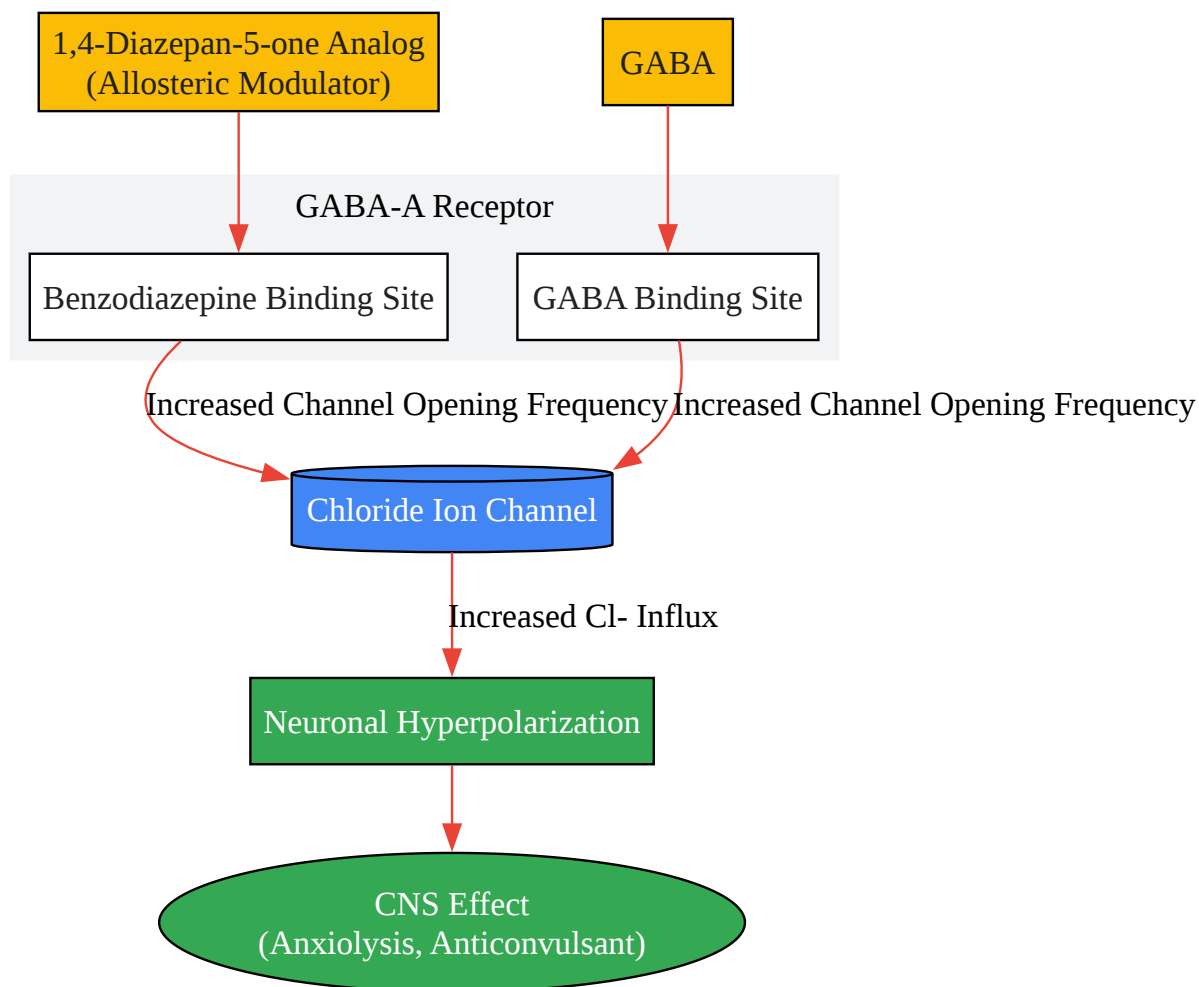 1,4-Diazepan-5-one Analog
(Allosteric Modulator)
GABA
GABA-A Receptor
Benzodiazepine Binding Site
GABA Binding Site
Increased Channel Opening Frequency
Increased Channel Opening Frequency
Chloride Ion Channel
Increased Cl- Influx
Neuronal Hyperpolarization
CNS Effect
(Anxiolysis, Anticonvulsant)